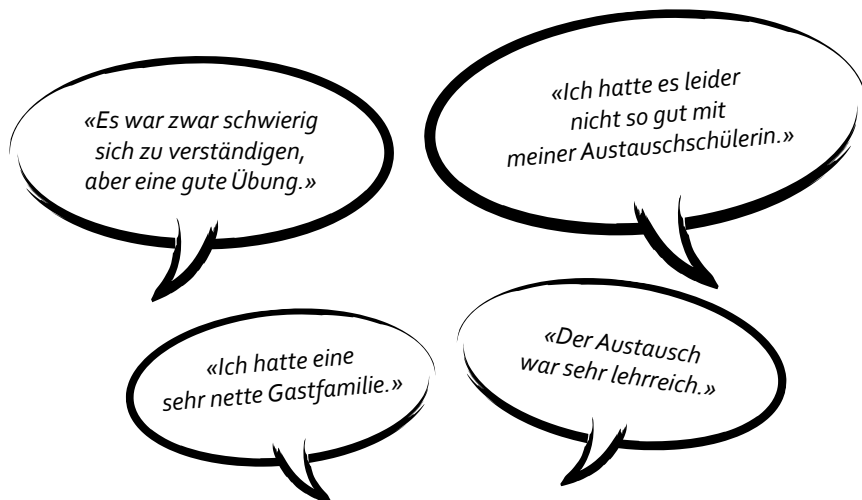 «Es war zwar schwierig
sich zu verständigen,
aber eine gute Übung.»
«Ich hatte es leider
nicht so gut mit
meiner Austauschschülerin.»
«Ich hatte eine
sehr nette Gastfamilie.»
«Der Austausch
war sehr lehrreich.»